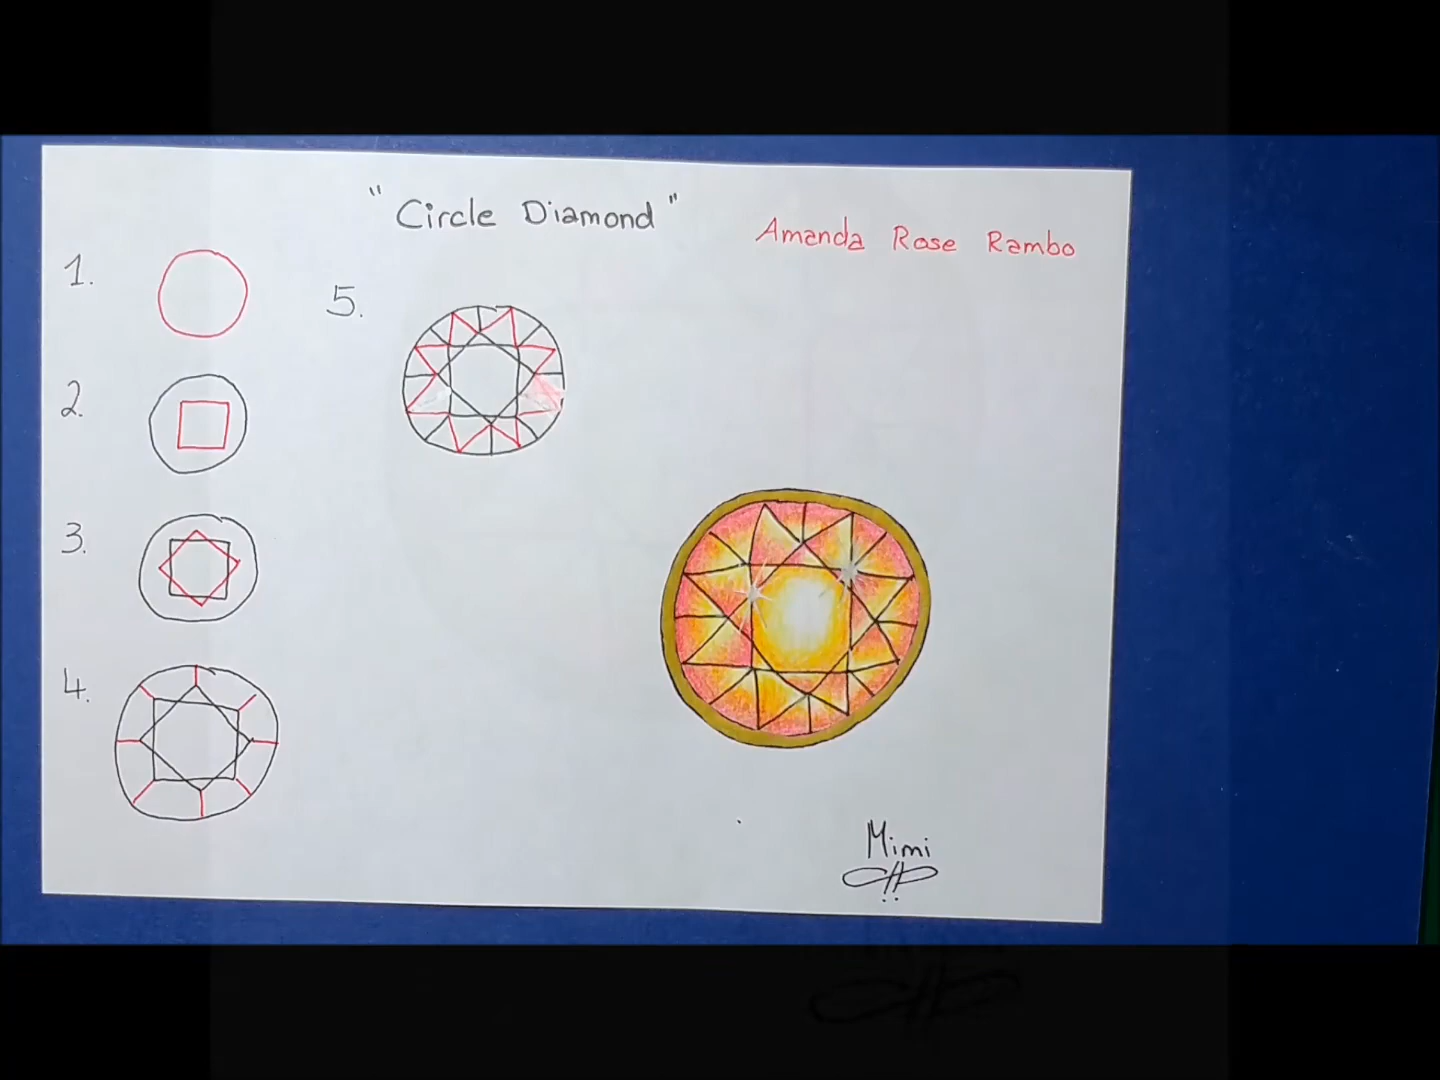 "Circle Diamond"
Amanda Rose Rambo
1.
2.
3.
4.
5.
Mimi